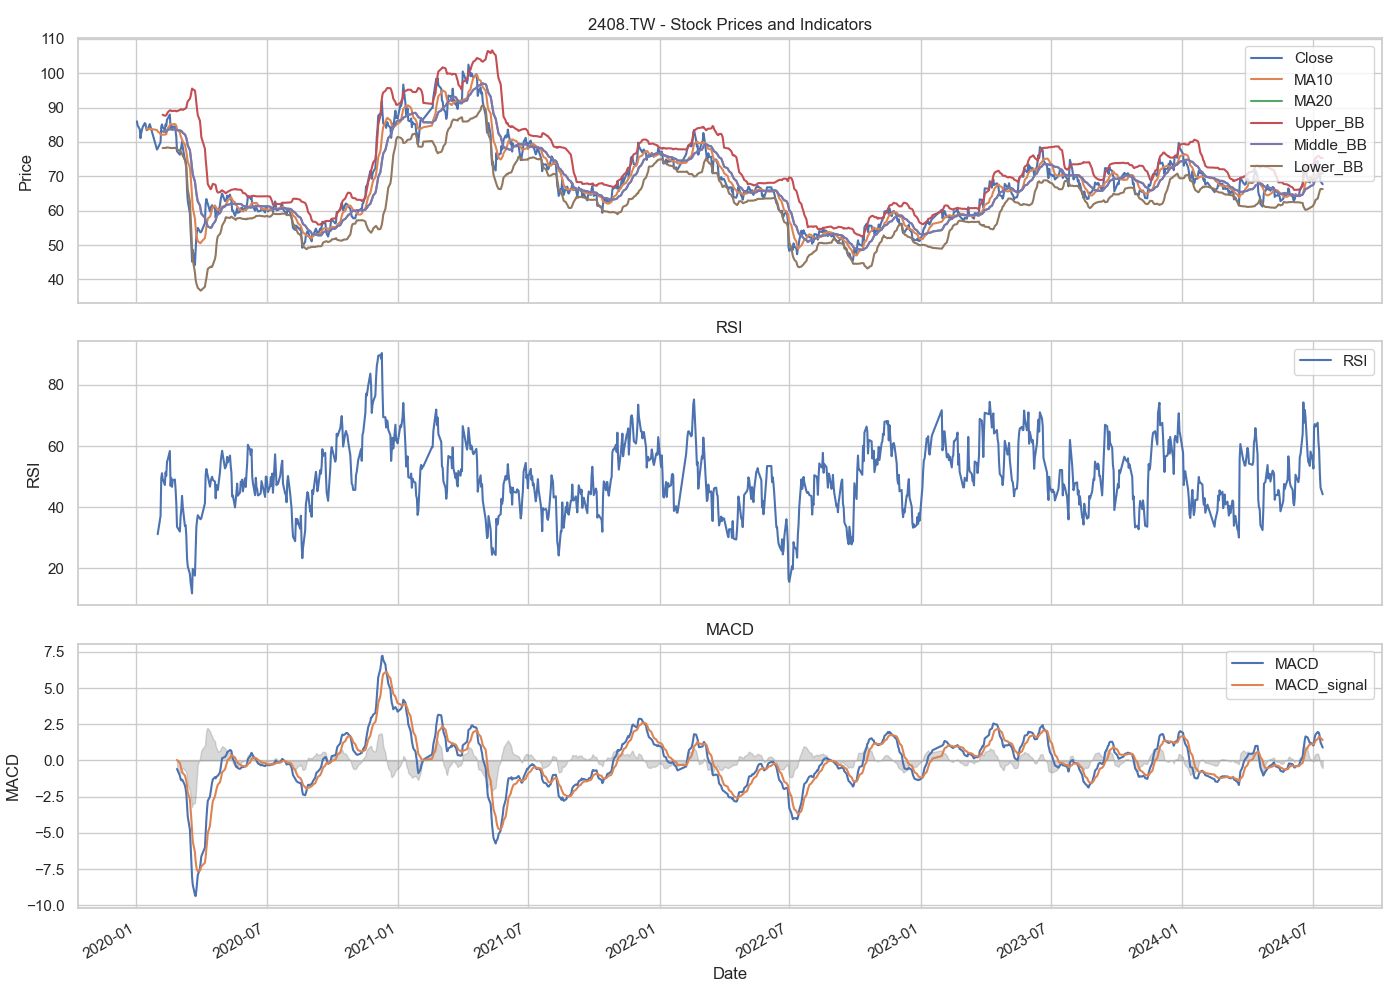 2408.TW - Stock Prices and Indicators
110
100
90
80
70
60
50
40
Price
Close
MA10
MA20
Upper_BB
Middle_BB
Lower_BB
RSI
80
60
40
20
RSI
RSI
MACD
7.5
5.0
2.5
0.0
−2.5
−5.0
−7.5
−10.0
MACD
MACD
MACD_signal
2020-01
2020-07
2021-01
2021-07
2022-01
2022-07
2023-01
2023-07
2024-01
2024-07
Date